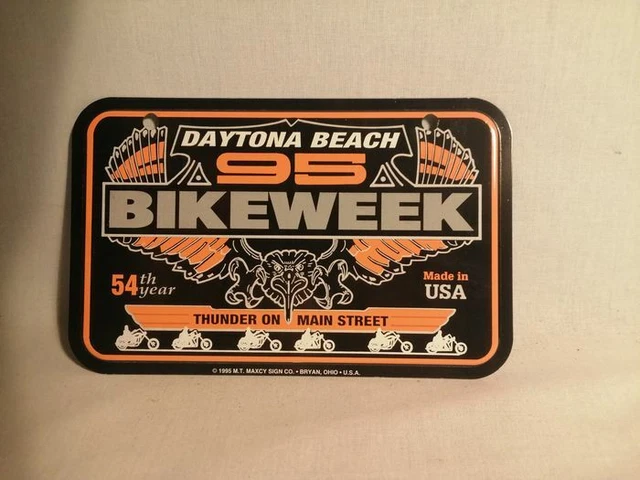 DAYTONA BEACH
95
BIKEWEEK
54th year
Made in
USA
THUNDER ON MAIN STREET
© 1995 M.T. MAXCY SIGN CO. • BRYAN, OHIO • U.S.A.